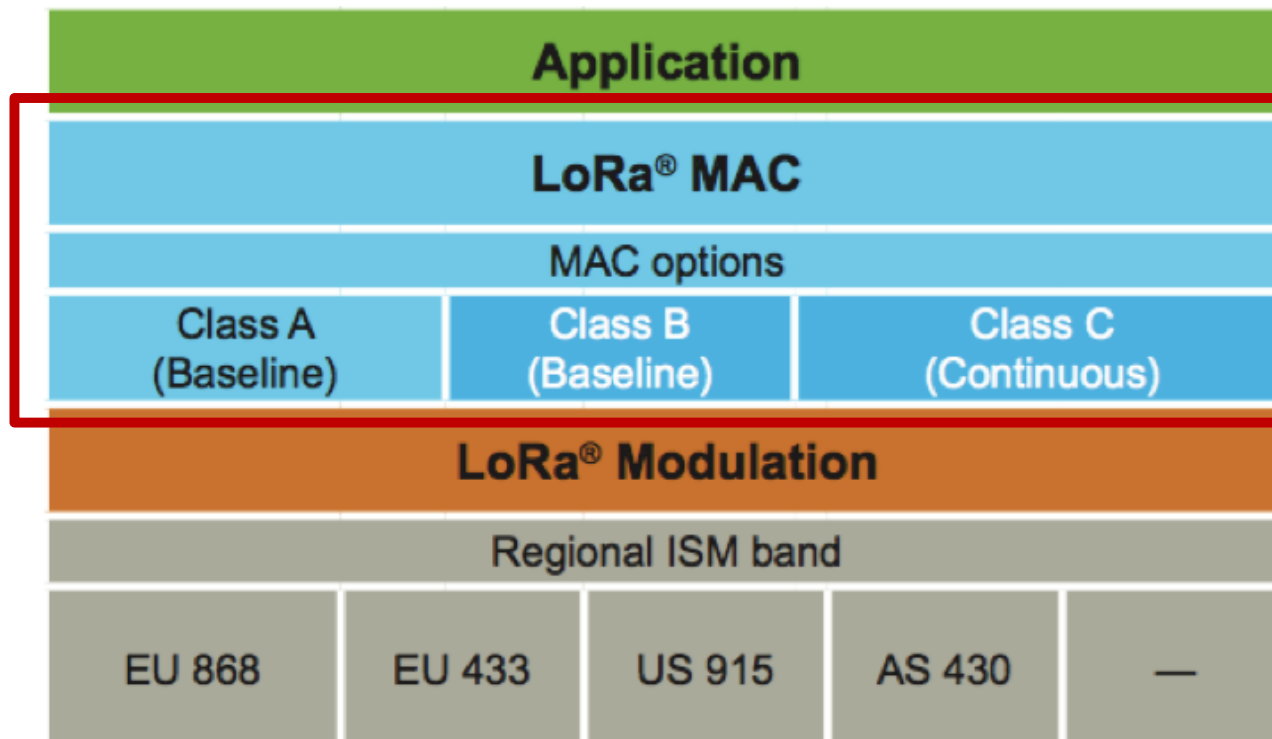 Application
LoRa® MAC
MAC options
Class A
(Baseline)
Class B
(Baseline)
Class C
(Continuous)
LoRa® Modulation
Regional ISM band
EU 868
EU 433
US 915
AS 430
—